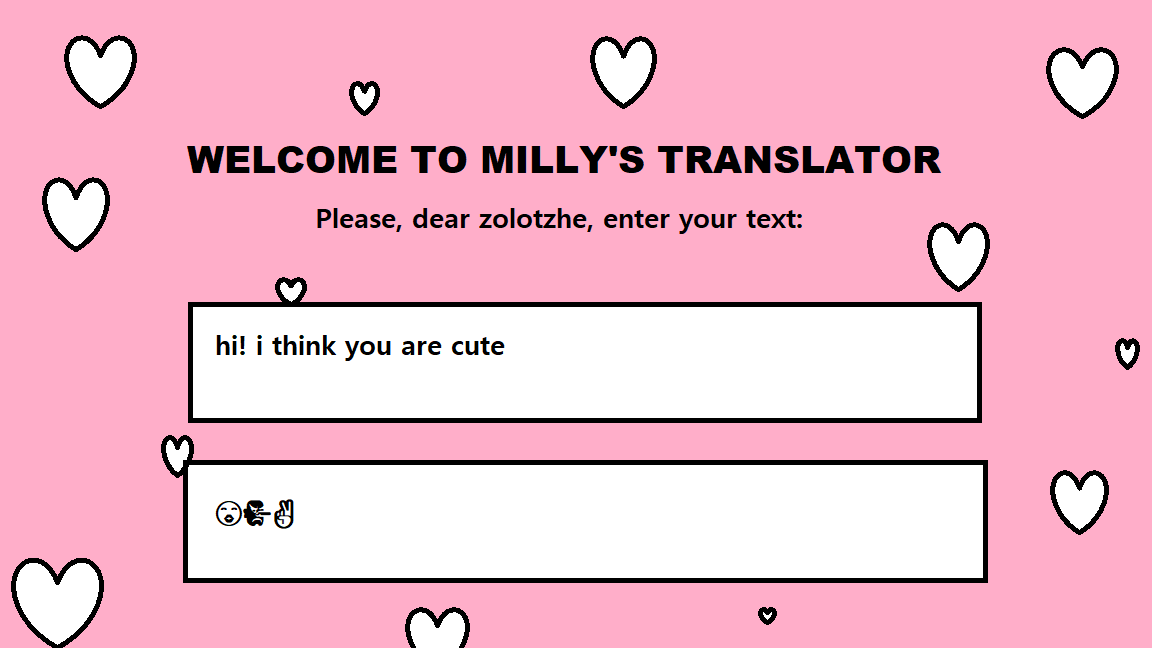 WELCOME TO MILLY'S TRANSLATOR
Please, dear zolotzhe, enter your text:
hi! i think you are cute